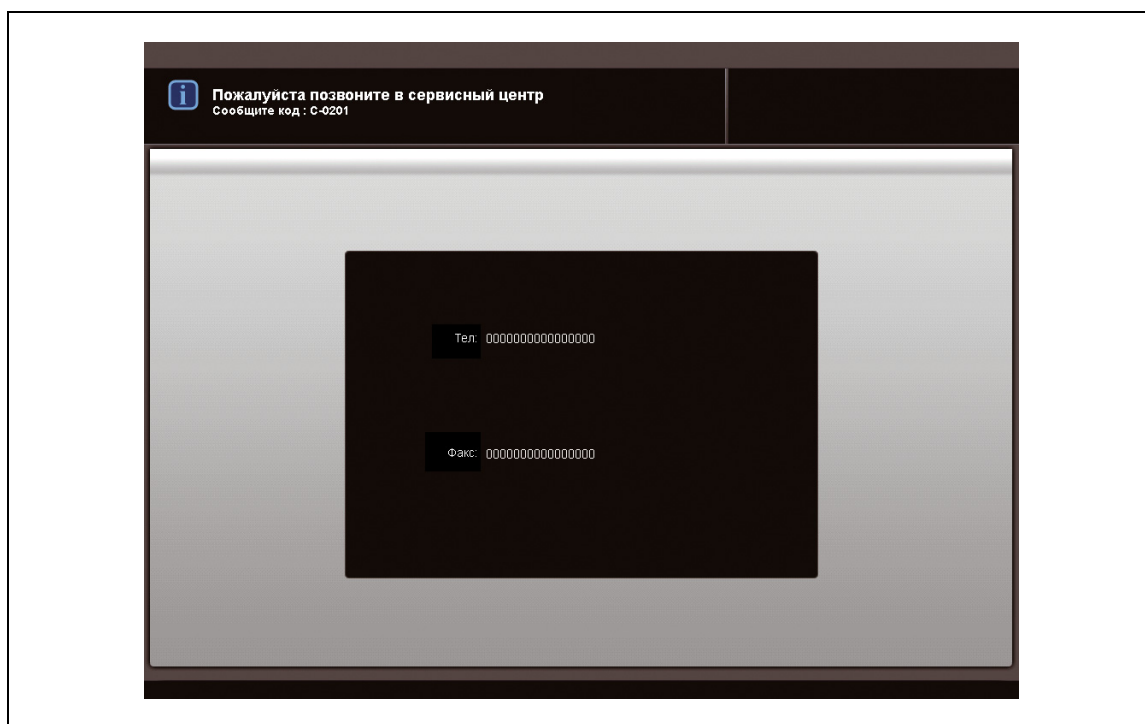 Пожалуйста позвоните в сервисный центр
Сообщите код : C-0201
Тел: 0000000000000000
Факс: 0000000000000000